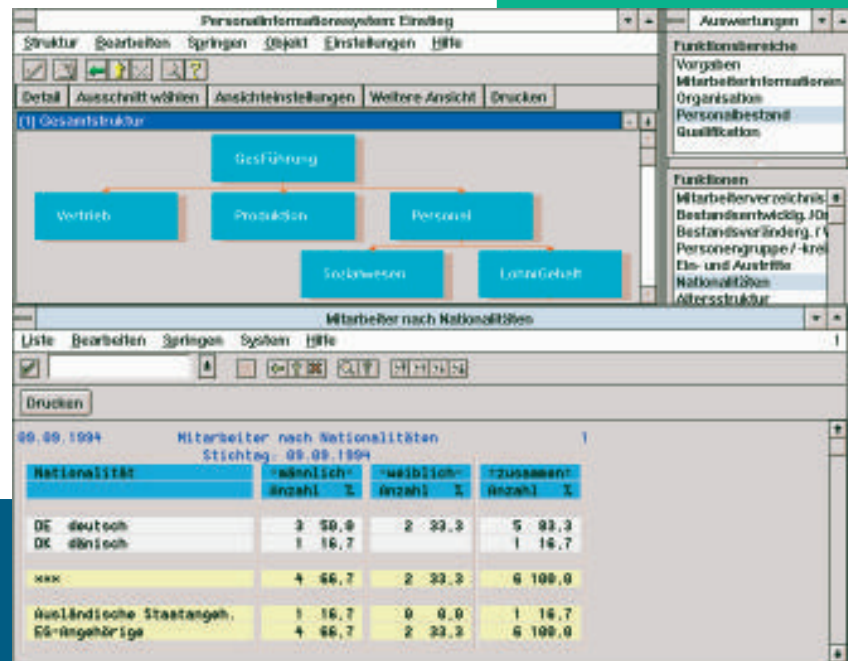 Personalinformationssystem: Einstieg
Struktur Bearbeiten Springen Objekt Einstellungen Hilfe
Detail Ausschnitt wählen Ansichteinstellungen Weitere Ansicht Drucken
(1) Gesamtstruktur
GesFührung
Vertrieb Produktion Personal
Sozialwesen Lohn/Gehalt
Auswertungen
Funktionsbereiche
Vorgaben
Mitarbeiterinformationen
Organisation
Personalbestand
Qualifikation
Funktionen
Mitarbeiterverzeichnis
Bestandsentwicklg. /Or
Bestandsveränderg. / V
Personengruppe / -krei
Ein- und Austritte
Nationalitäten
Altersstruktur
Mitarbeiter nach Nationalitäten
Liste Bearbeiten Springen System Hilfe
Drucken
09.09.1994 Mitarbeiter nach Nationalitäten 1
Stichtag: 09.09.1994
Nationalität -männlich- -weiblich- =zusammen=
Anzahl % Anzahl % Anzahl %
DE deutsch 3 50,0 2 33,3 5 83,3
DK dänisch 1 16,7 1 16,7
*** 4 66,7 2 33,3 6 100,0
Ausländische Staatangeh. 1 16,7 0 0,0 1 16,7
EG-Angehörige 4 66,7 2 33,3 6 100,0